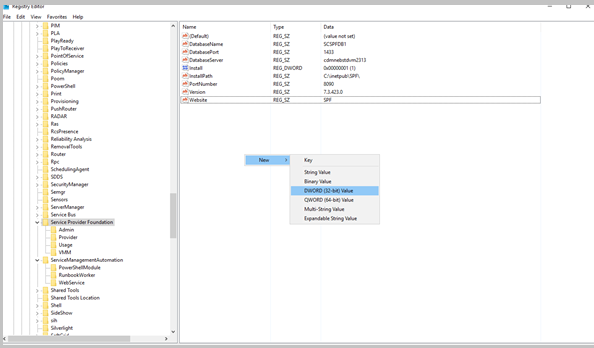 Registry Editor
File Edit View Favorites Help
PIM
PLA
PlayReady
PlayToReceiver
PointOfService
Policies
PolicyManager
Poom
PowerShell
Print
Provisioning
PushRouter
RADAR
Ras
RcsPresence
Reliability Analysis
RemovalTools
Router
Rpc
SchedulingAgent
SDDS
SecurityManager
Semgr
Sensors
ServerManager
Service Bus
Service Provider Foundation
Admin
Provider
Usage
VMM
ServiceManagementAutomation
PowerShellModule
RunbookWorker
WebService
Shared Tools
Shared Tools Location
Shell
SideShow
sih
Silverlight
Name Type Data
(Default) REG_SZ (value not set)
DatabaseName REG_SZ SCSPFDB1
DatabasePort REG_SZ 1433
DatabaseServer REG_SZ cdmnebstdvm2313
Install REG_DWORD 0x00000001 (1)
InstallPath REG_SZ C:\inetpub\SPF\
PortNumber REG_SZ 8090
Version REG_SZ 7.3.423.0
Website REG_SZ SPF
New
Key
String Value
Binary Value
DWORD (32-bit) Value
QWORD (64-bit) Value
Multi-String Value
Expandable String Value